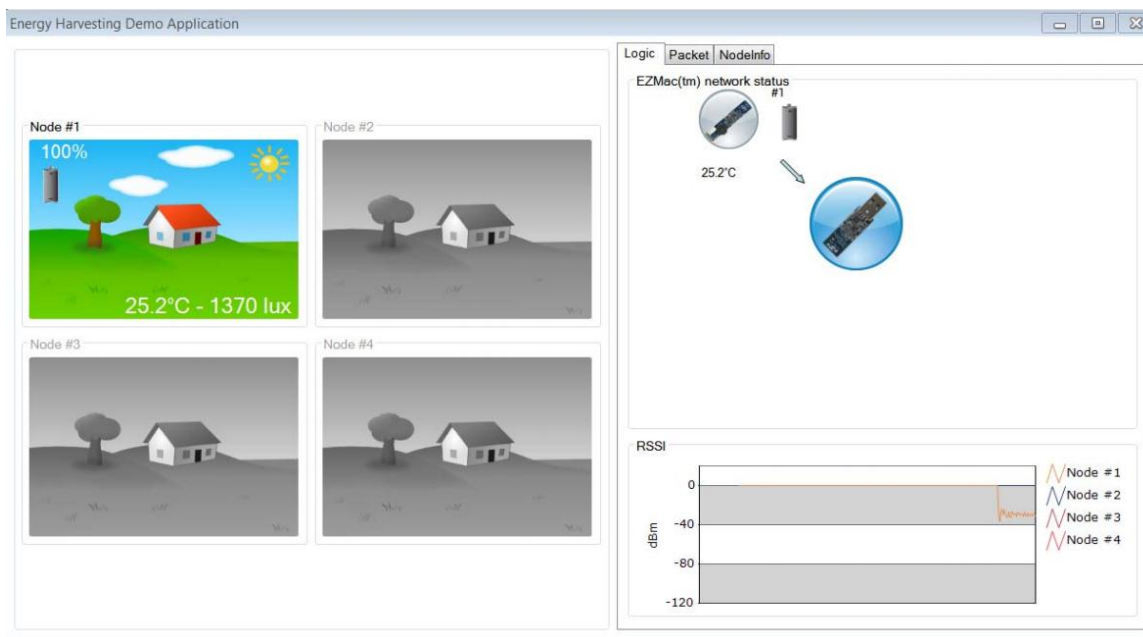 Energy Harvesting Demo Application
Node #1
100%
25.2°C - 1370 lux
Node #2
Node #3
Node #4
Logic
Packet
NodeInfo
EZMac(tm) network status
#1
25.2°C
RSSI
dBm
0
-40
-80
-120
Node #1
Node #2
Node #3
Node #4